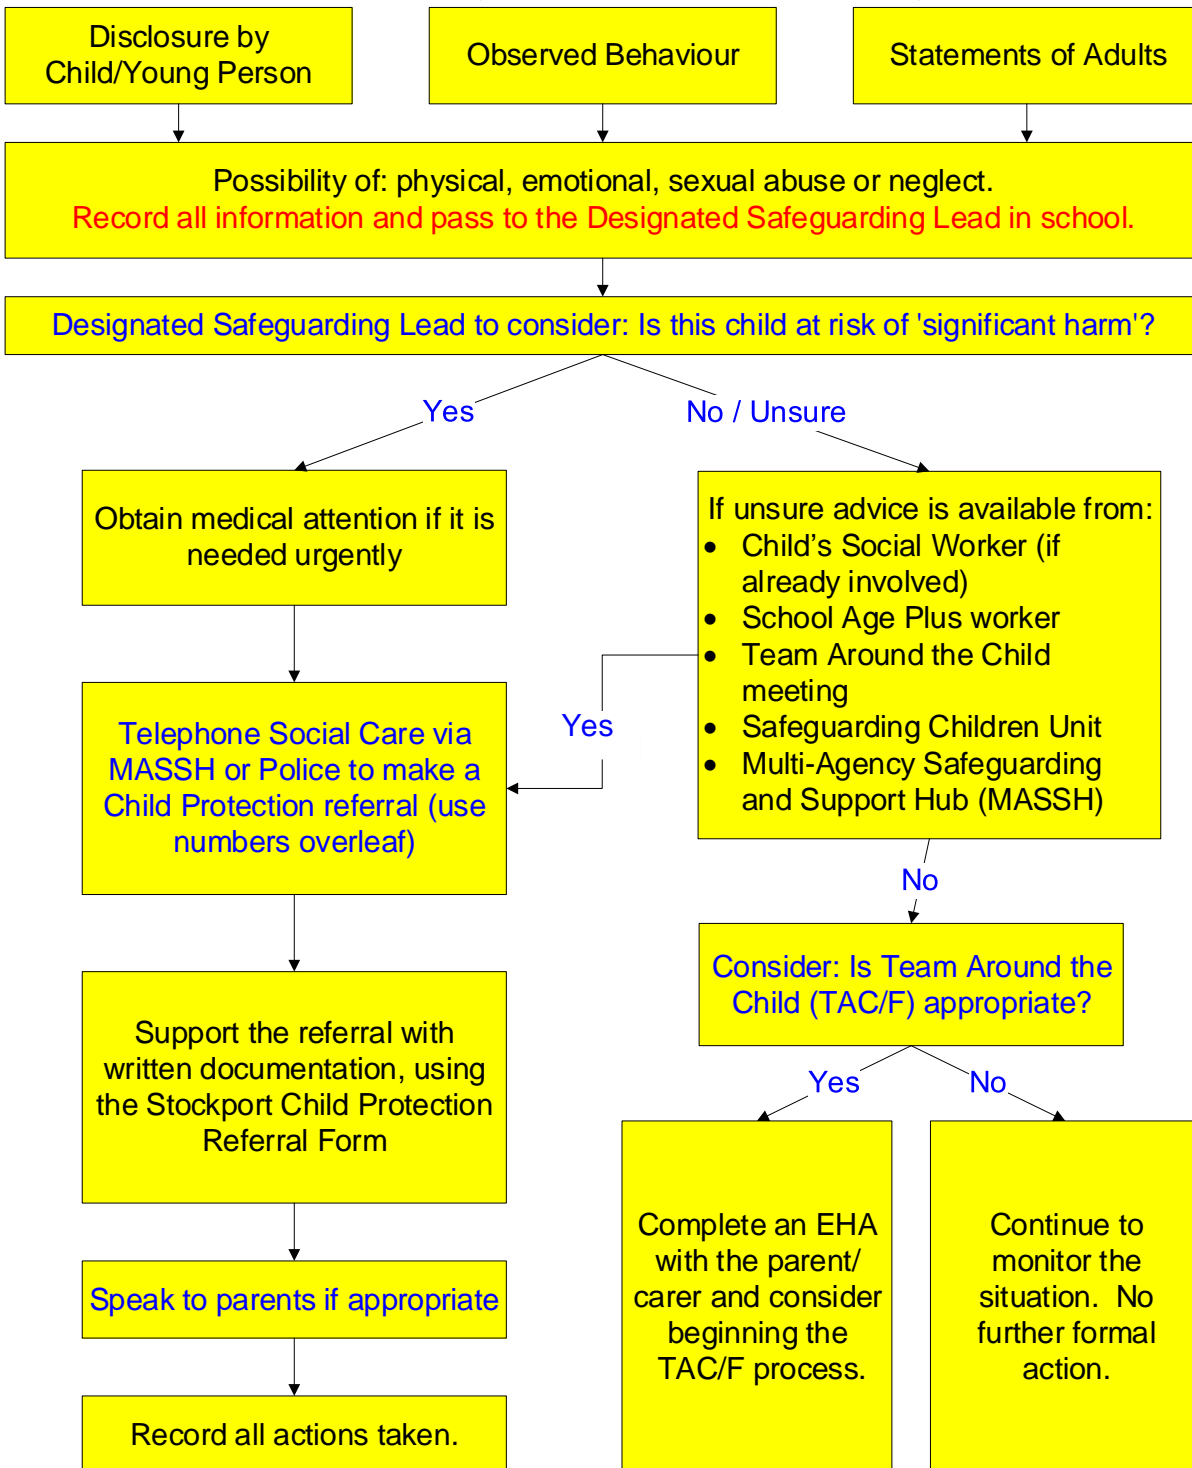 Disclosure by
Child/Young Person
Observed Behaviour
Statements of Adults
Possibility of: physical, emotional, sexual abuse or neglect.
Record all information and pass to the Designated Safeguarding Lead in school.
Designated Safeguarding Lead to consider: Is this child at risk of 'significant harm'?
Yes
No / Unsure
Obtain medical attention if it is
needed urgently
If unsure advice is available from:
• Child’s Social Worker (if
already involved)
• School Age Plus worker
• Team Around the Child
meeting
• Safeguarding Children Unit
• Multi-Agency Safeguarding
and Support Hub (MASSH)
Yes
Telephone Social Care via
MASSH or Police to make a
Child Protection referral (use
numbers overleaf)
No
Consider: Is Team Around the
Child (TAC/F) appropriate?
Support the referral with
written documentation, using
the Stockport Child Protection
Referral Form
Yes
No
Speak to parents if appropriate
Record all actions taken.
Complete an EHA
with the parent/
carer and consider
beginning the
TAC/F process.
Continue to
monitor the
situation.  No
further formal
action.